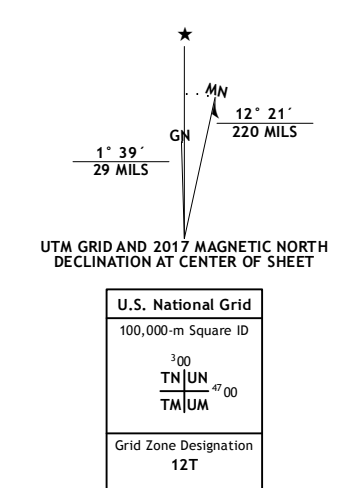 ★
MN
GN
12° 21´
220 MILS
1° 39´
29 MILS
UTM GRID AND 2017 MAGNETIC NORTH
DECLINATION AT CENTER OF SHEET
U.S. National Grid
100,000-m Square ID
³00
TN UN
⁴⁷00
TM UM
Grid Zone Designation
12T